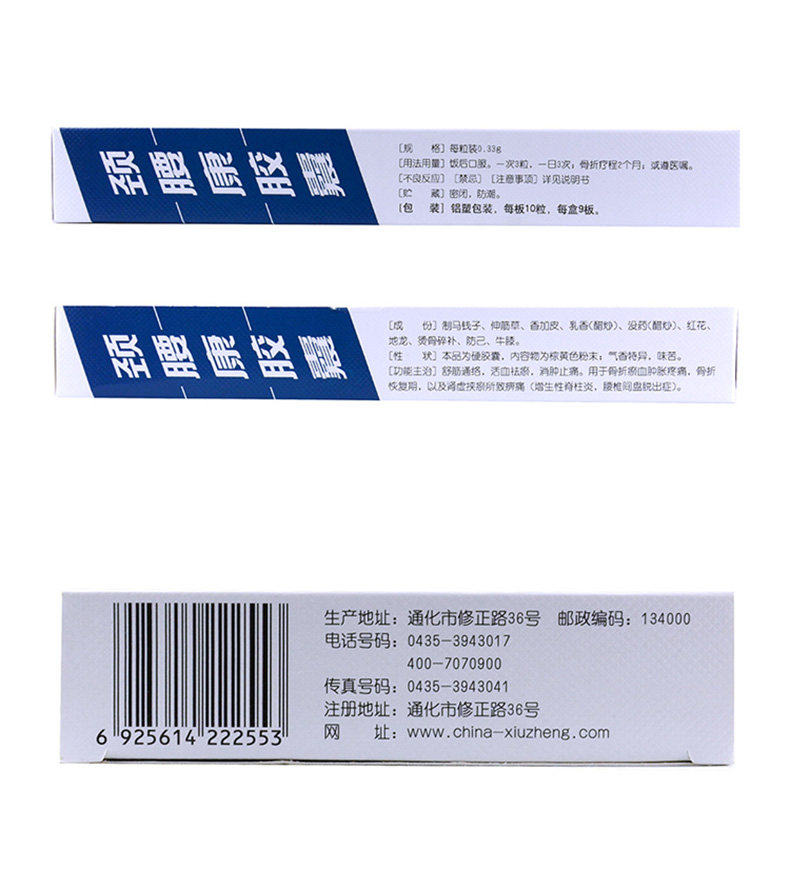 颈腰康胶囊
[规 格] 每粒装0.33g
[用法用量] 饭后口服。一次3粒，一日3次；骨折疗程2个月；或遵医嘱。
[不良反应] [禁忌] [注意事项] 详见说明书
[贮 藏] 密闭，防潮。
[包 装] 铝塑包装，每板10粒，每盒9板。
颈腰康胶囊
[成 份] 制马钱子、伸筋草、香加皮、乳香(醋炒)、没药(醋炒)、红花、
地龙、烫骨碎补、防己、牛膝。
[性 状] 本品为硬胶囊，内容物为棕黄色粉末；气香特异，味苦。
[功能主治] 舒筋通络，活血祛瘀，消肿止痛。用于骨折瘀血肿胀疼痛，骨折
恢复期，以及肾虚挟瘀所致痹痛（增生性脊柱炎，腰椎间盘脱出症）。
生产地址：通化市修正路36号 邮政编码：134000
电话号码：0435-3943017
400-7070900
传真号码：0435-3943041
注册地址：通化市修正路36号
网 址：www.china-xiuzheng.com
6 925614 222553